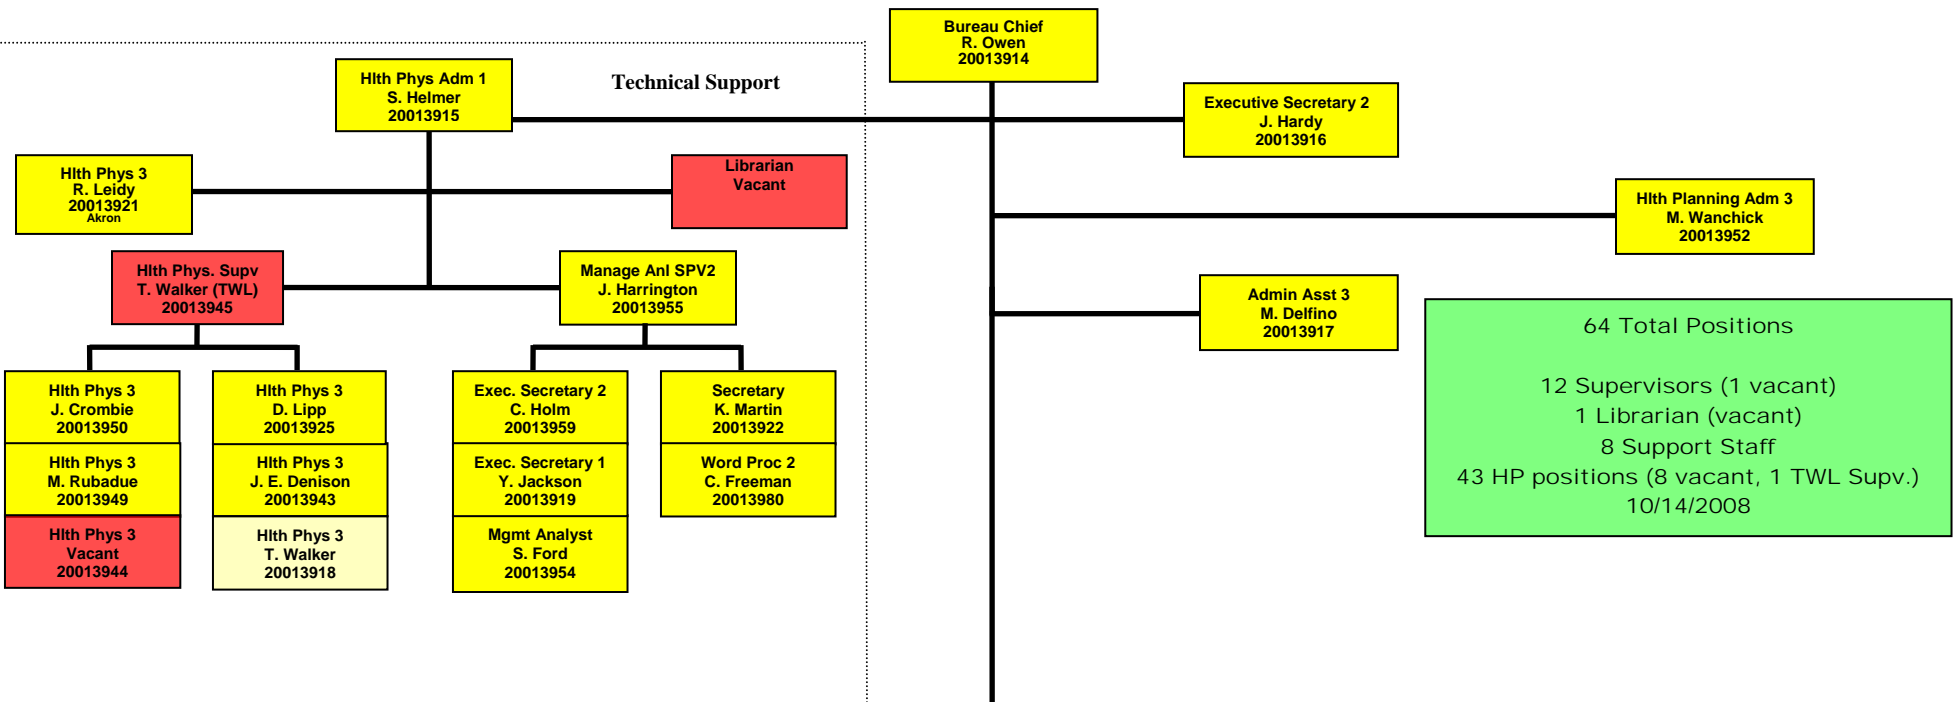 Bureau Chief
R. Owen
20013914
Hlth Phys Adm 1
S. Helmer
20013915
Technical Support
Executive Secretary 2
J. Hardy
20013916
Hlth Phys 3
R. Leidy
20013921
Akron
Librarian
Vacant
Hlth Planning Adm 3
M. Wanchick
20013952
Hlth Phys. Supv
T. Walker (TWL)
20013945
Manage Anl SPV2
J. Harrington
20013955
Admin Asst 3
M. Delfino
20013917
64 Total Positions
12 Supervisors (1 vacant)
1 Librarian (vacant)
8 Support Staff
43 HP positions (8 vacant, 1 TWL Supv.)
10/14/2008
Hlth Phys 3
J. Crombie
20013950
Hlth Phys 3
D. Lipp
20013925
Exec. Secretary 2
C. Holm
20013959
Secretary
K. Martin
20013922
Hlth Phys 3
M. Rubadue
20013949
Hlth Phys 3
J. E. Denison
20013943
Exec. Secretary 1
Y. Jackson
20013919
Word Proc 2
C. Freeman
20013980
Hlth Phys 3
Vacant
20013944
Hlth Phys 3
T. Walker
20013918
Mgmt Analyst
S. Ford
20013954